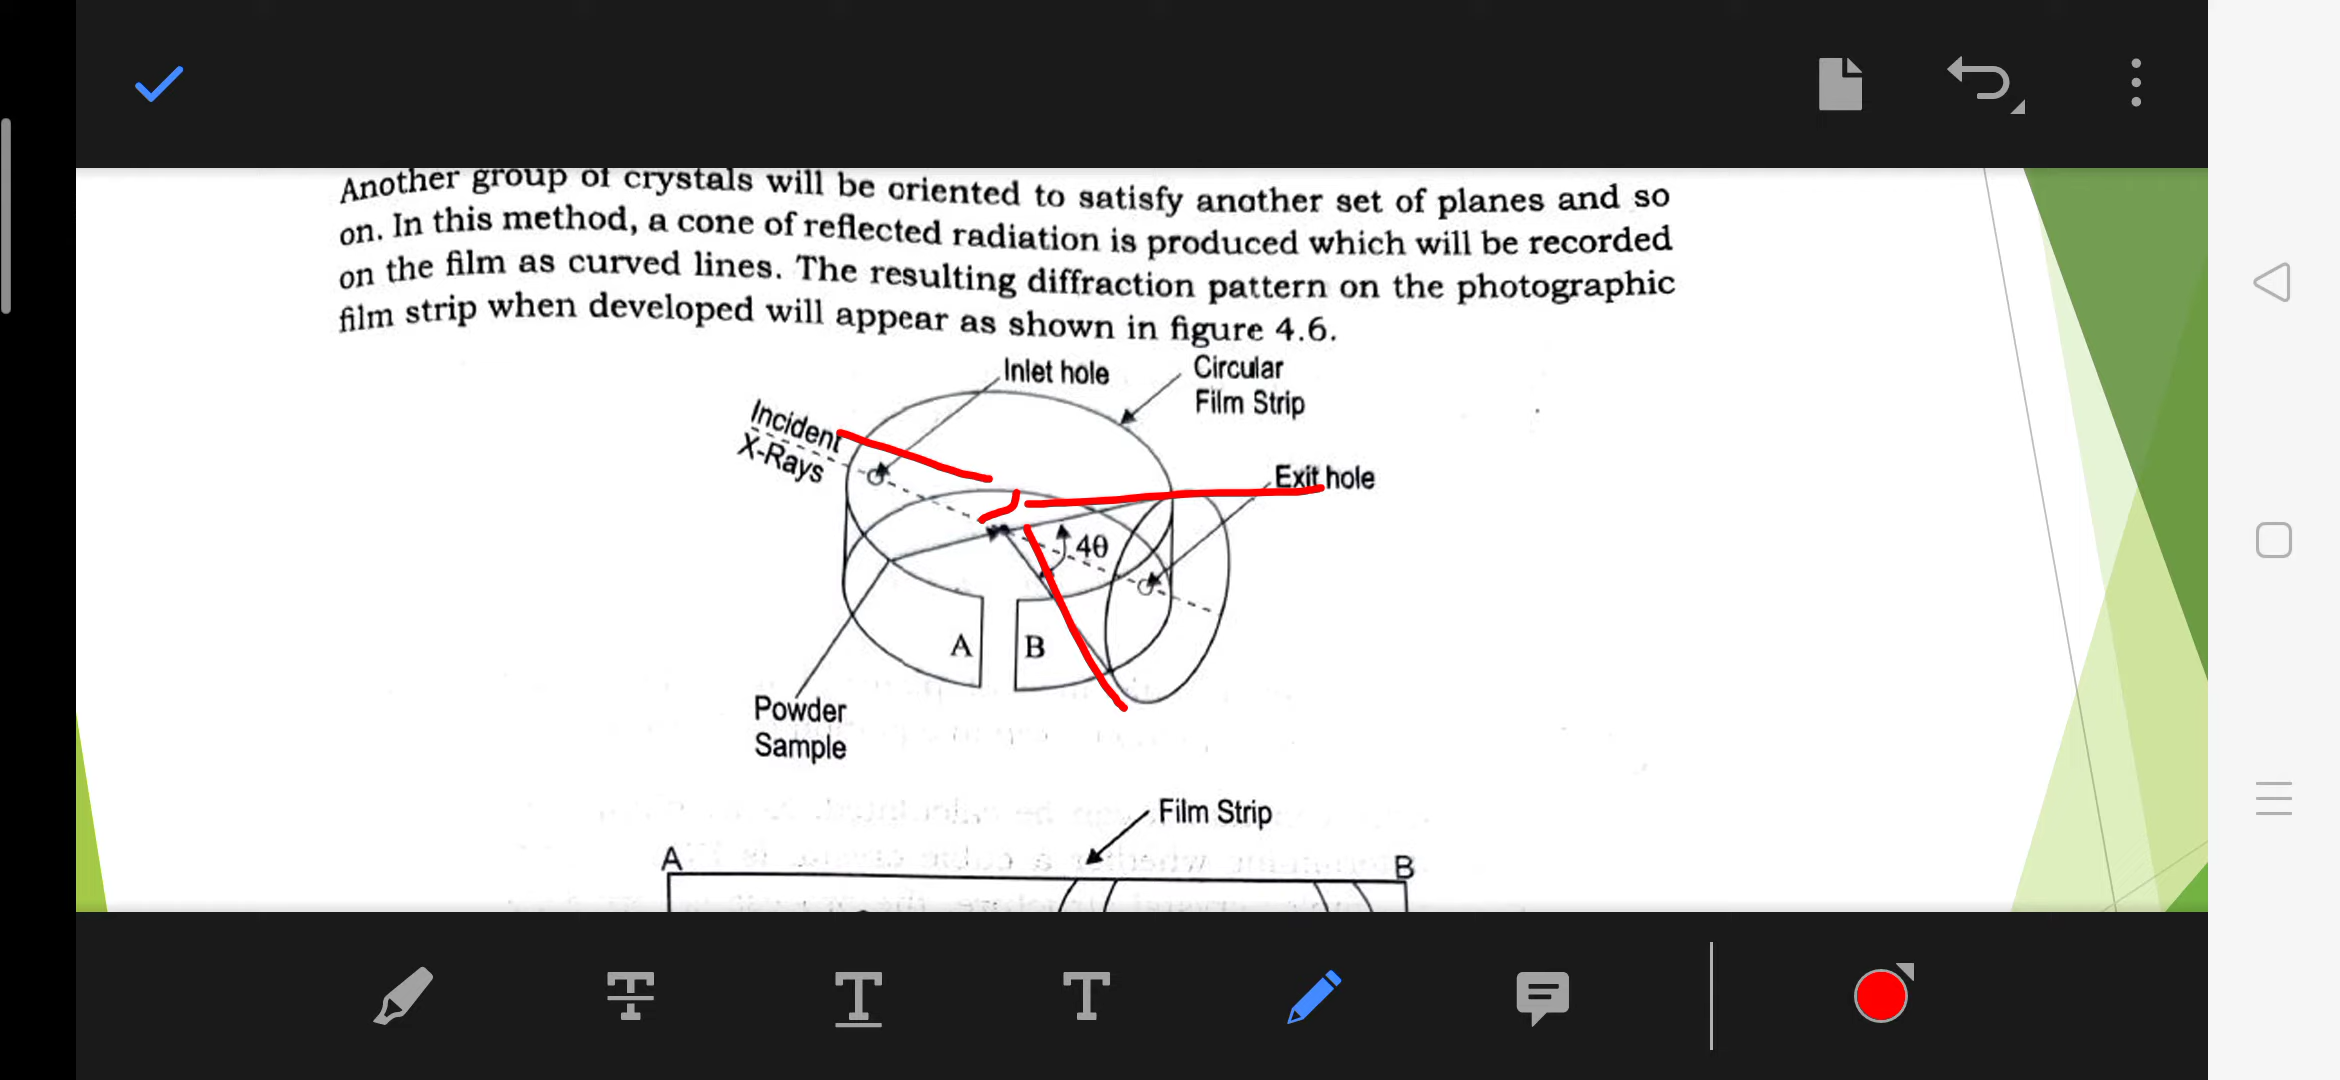 Another group of crystals will be oriented to satisfy another set of planes and so
on. In this method, a cone of reflected radiation is produced which will be recorded
on the film as curved lines. The resulting diffraction pattern on the photographic
film strip when developed will appear as shown in figure 4.6.
Inlet hole
Circular
Film Strip
Incident
X-Rays
Exit hole
4θ
A
B
Powder
Sample
Film Strip
A
B
T
T
T